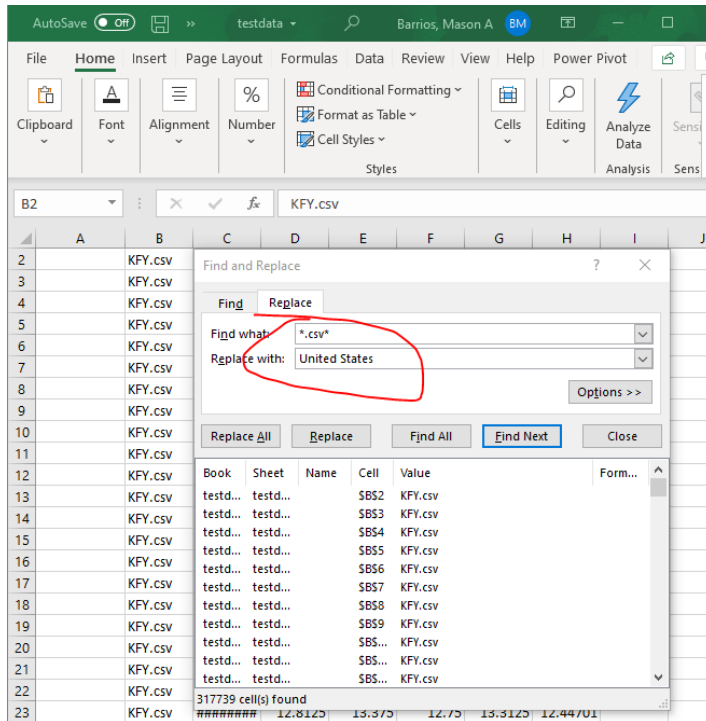 AutoSave Off >> testdata Barrios, Mason A BM
File Home Insert Page Layout Formulas Data Review View Help Power Pivot
Clipboard Font Alignment Number Conditional Formatting Format as Table Cell Styles Cells Editing Analyze Data
Styles Analysis Sens
B2 fx KFY.csv
A B C D E F G H I J
2 KFY.csv
Find and Replace ? ×
3 KFY.csv
4 KFY.csv
Find Replace
5 KFY.csv
Find what: *.csv*
6 KFY.csv
Replace with: United States
7 KFY.csv
8 KFY.csv
Options >>
9 KFY.csv
10 KFY.csv
Replace All Replace Find All Find Next Close
11 KFY.csv
12 KFY.csv
Book Sheet Name Cell Value Form...
13 KFY.csv
testd... testd... $B$2 KFY.csv
testd... testd... $B$3 KFY.csv
14 KFY.csv
testd... testd... $B$4 KFY.csv
15 KFY.csv
testd... testd... $B$5 KFY.csv
16 KFY.csv
testd... testd... $B$6 KFY.csv
17 KFY.csv
testd... testd... $B$7 KFY.csv
18 KFY.csv
testd... testd... $B$8 KFY.csv
19 KFY.csv
testd... testd... $B$9 KFY.csv
20 KFY.csv
testd... testd... $B$... KFY.csv
21 KFY.csv
testd... testd... $B$... KFY.csv
22 KFY.csv
testd... testd... $B$... KFY.csv
317739 cell(s) found
23 KFY.csv ######## 12.8125 13.375 12.75 13.3125 12.44701